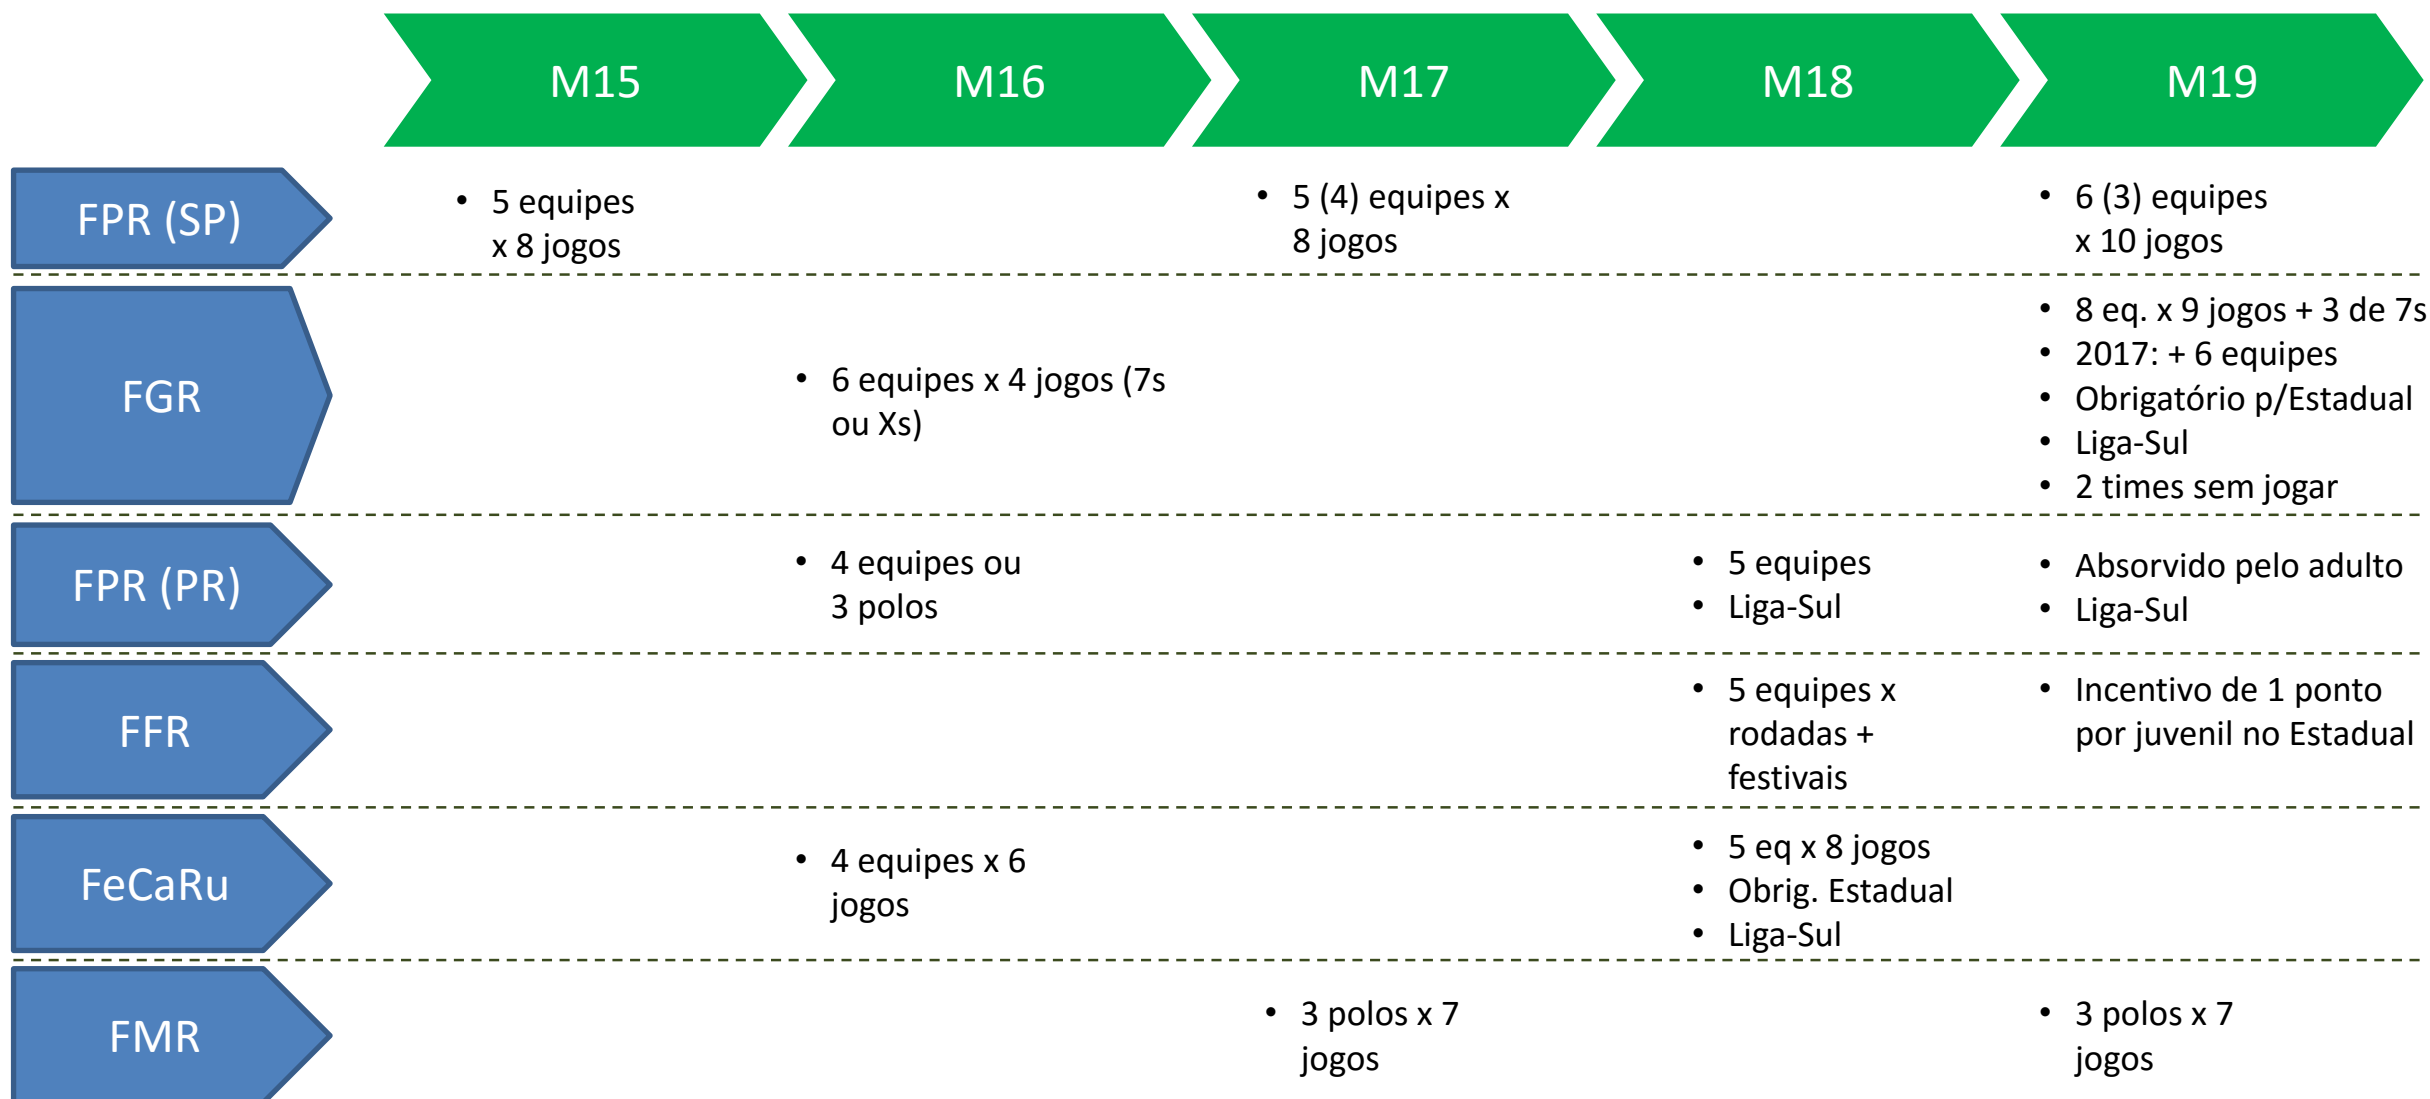 M15
M16
M17
M18
M19
FPR (SP)
• 5 equipes
x 8 jogos
• 5 (4) equipes x
8 jogos
• 6 (3) equipes
x 10 jogos
FGR
• 6 equipes x 4 jogos (7s
ou Xs)
• 8 eq. x 9 jogos + 3 de 7s
• 2017: + 6 equipes
• Obrigatório p/Estadual
• Liga-Sul
• 2 times sem jogar
FPR (PR)
• 4 equipes ou
3 polos
• 5 equipes
• Liga-Sul
• Absorvido pelo adulto
• Liga-Sul
FFR
• 5 equipes x
rodadas +
festivais
• Incentivo de 1 ponto
por juvenil no Estadual
FeCaRu
• 4 equipes x 6
jogos
• 5 eq x 8 jogos
• Obrig. Estadual
• Liga-Sul
FMR
• 3 polos x 7
jogos
• 3 polos x 7
jogos